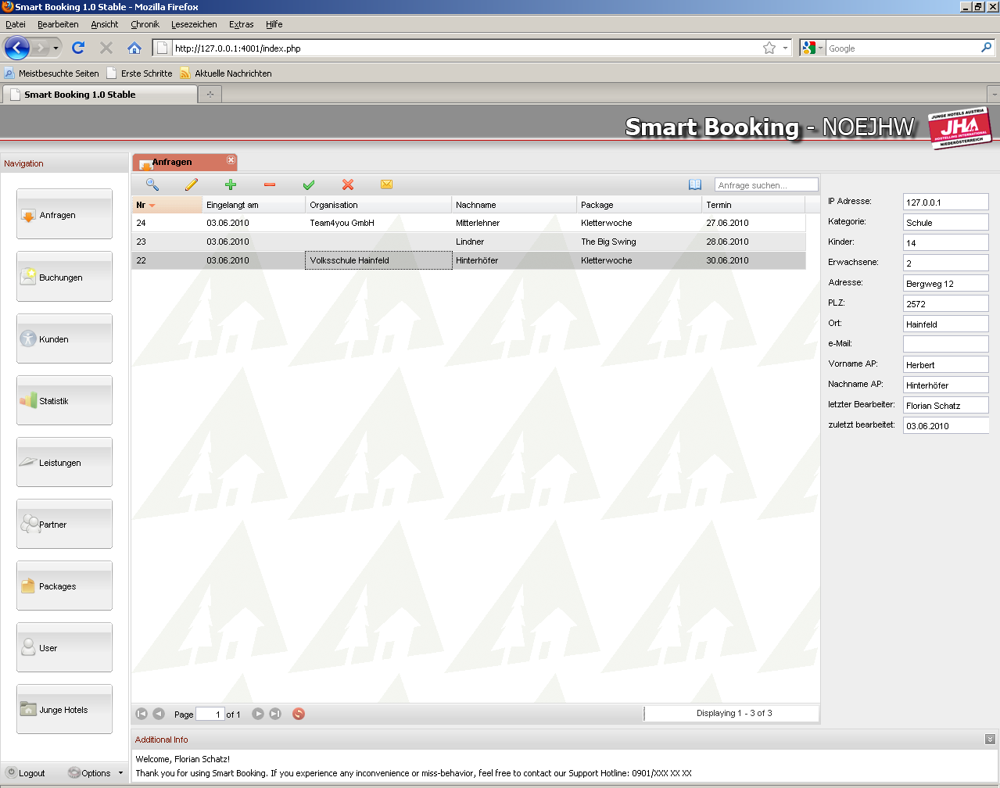 Smart Booking 1.0 Stable - Mozilla Firefox
Datei Bearbeiten Ansicht Chronik Lesezeichen Extras Hilfe
http://127.0.0.1:4001/index.php Google
Meistbesuchte Seiten Erste Schritte Aktuelle Nachrichten
Smart Booking 1.0 Stable
Smart Booking - NOEJHW
JUNGE HOTELS AUSTRIA
JHA
HOSTELLING INTERNATIONAL
NIEDERÖSTERREICH
Navigation
Anfragen
Buchungen
Kunden
Statistik
Leistungen
Partner
Packages
User
Junge Hotels
Logout Options
Anfragen
Anfrage suchen...
Nr Eingelangt am Organisation Nachname Package Termin
24 03.06.2010 Team4you GmbH Mitterlehner Kletterwoche 27.06.2010
23 03.06.2010 Lindner The Big Swing 28.06.2010
22 03.06.2010 Volksschule Hainfeld Hinterhöfer Kletterwoche 30.06.2010
Page 1 of 1 Displaying 1 - 3 of 3
IP Adresse: 127.0.0.1
Kategorie: Schule
Kinder: 14
Erwachsene: 2
Adresse: Bergweg 12
PLZ: 2572
Ort: Hainfeld
e-Mail:
Vorname AP: Herbert
Nachname AP: Hinterhöfer
letzter Bearbeiter: Florian Schatz
zuletzt bearbeitet: 03.06.2010
Additional Info
Welcome, Florian Schatz!
Thank you for using Smart Booking. If you experience any inconvenience or miss-behavior, feel free to contact our Support Hotline: 0901/XXX XX XX